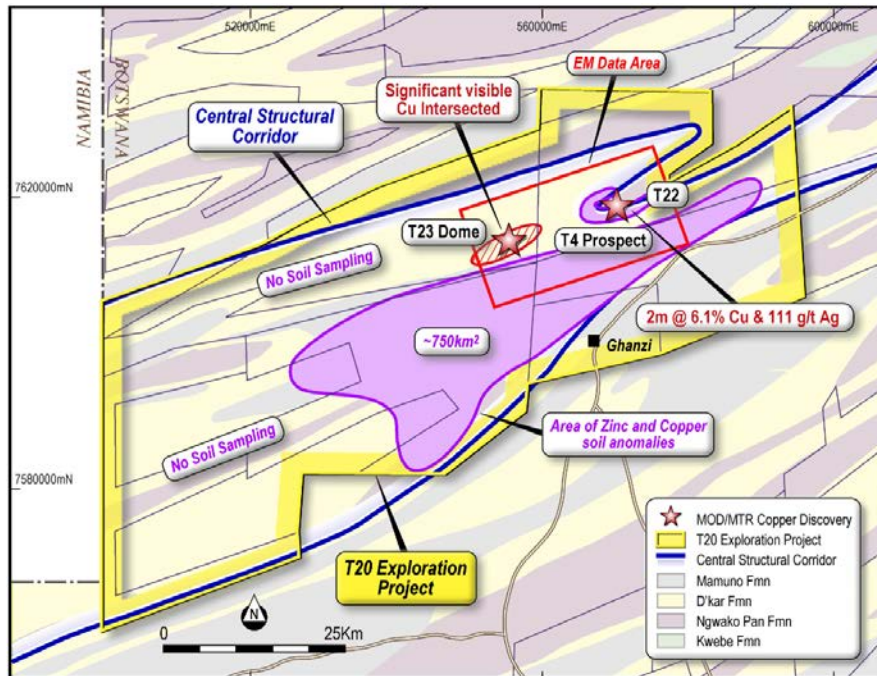 520000mE
560000mE
600000mE
NAMIBIA
BOTSWANA
EM Data Area
Significant visible
Cu Intersected
Central Structural
Corridor
7620000mN
T22
T23 Dome
T4 Prospect
No Soil Sampling
2m @ 6.1% Cu & 111 g/t Ag
~750km²
Ghanzi
Area of Zinc and Copper
soil anomalies
No Soil Sampling
7580000mN
T20 Exploration
Project
N
0
25Km
MOD/MTR Copper Discovery
T20 Exploration Project
Central Structural Corridor
Mamuno Fmn
D'kar Fmn
Ngwako Pan Fmn
Kwebe Fmn